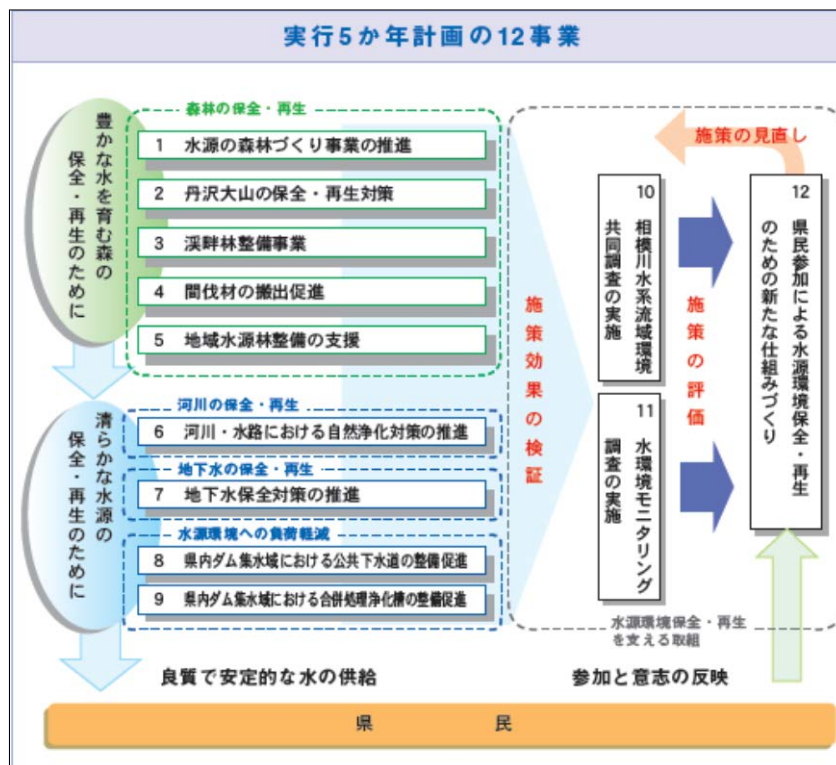 実行5か年計画の12事業
豊かな水を育む森の
保全・再生のために
森林の保全・再生
1 水源の森林づくり事業の推進
2 丹沢大山の保全・再生対策
3 渓畔林整備事業
4 間伐材の搬出促進
5 地域水源林整備の支援
清らかな水源の
保全・再生のために
河川の保全・再生
6 河川・水路における自然浄化対策の推進
地下水の保全・再生
7 地下水保全対策の推進
水源環境への負荷軽減
8 県内ダム集水域における公共下水道の整備促進
9 県内ダム集水域における合併処理浄化槽の整備促進
施策効果の検証
10 相模川水系流域環境
共同調査の実施
11 水環境モニタリング
調査の実施
施策の評価
施策の見直し
12 県民参加による水源環境保全・再生
のための新たな仕組みづくり
水源環境保全・再生
を支える取組
良質で安定的な水の供給
参加と意志の反映
県 民